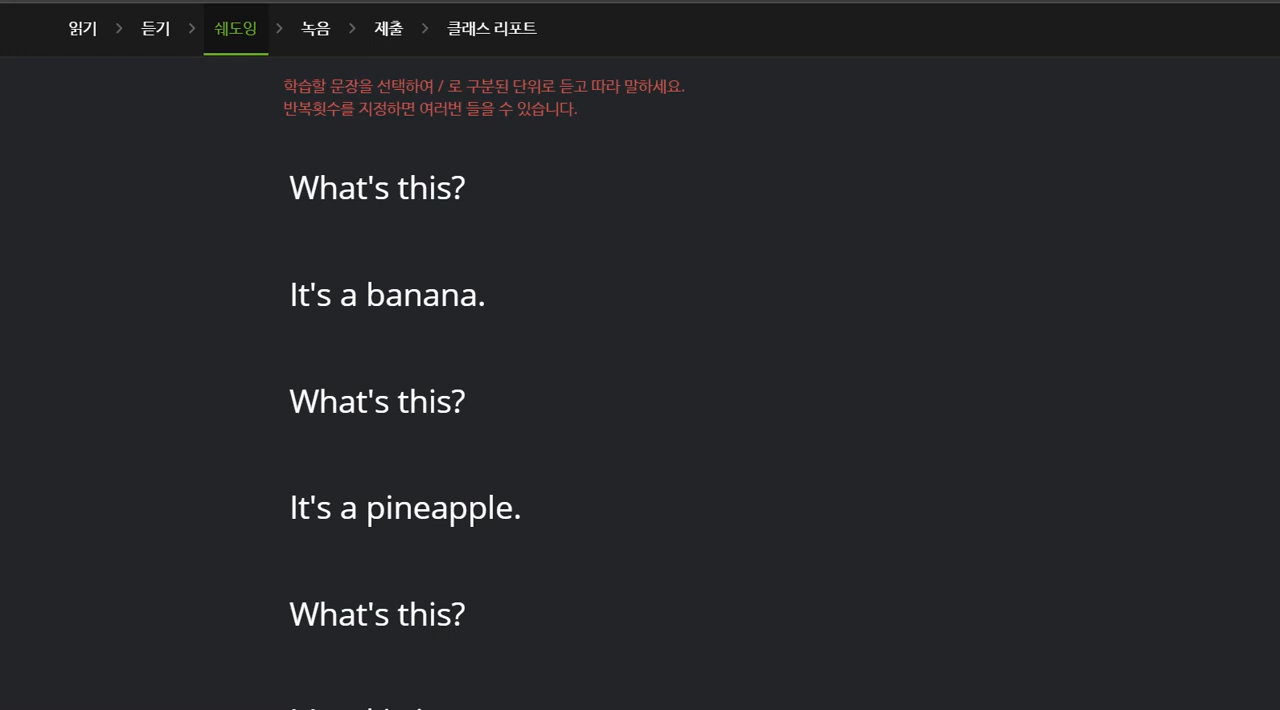 읽기 > 듣기 > 쉐도잉 > 녹음 > 제출 > 클래스 리포트
학습할 문장을 선택하여 / 로 구분된 단위로 듣고 따라 말하세요.
반복횟수를 지정하면 여러번 들을 수 있습니다.
What's this?
It's a banana.
What's this?
It's a pineapple.
What's this?